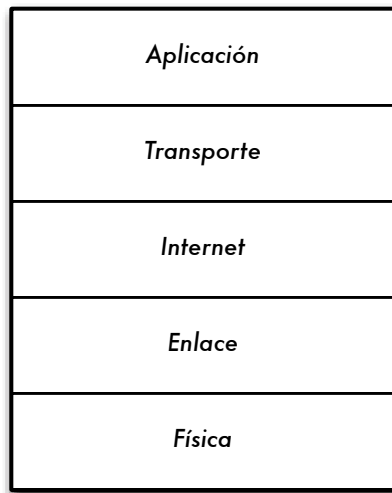 Aplicación
Transporte
Internet
Enlace
Física